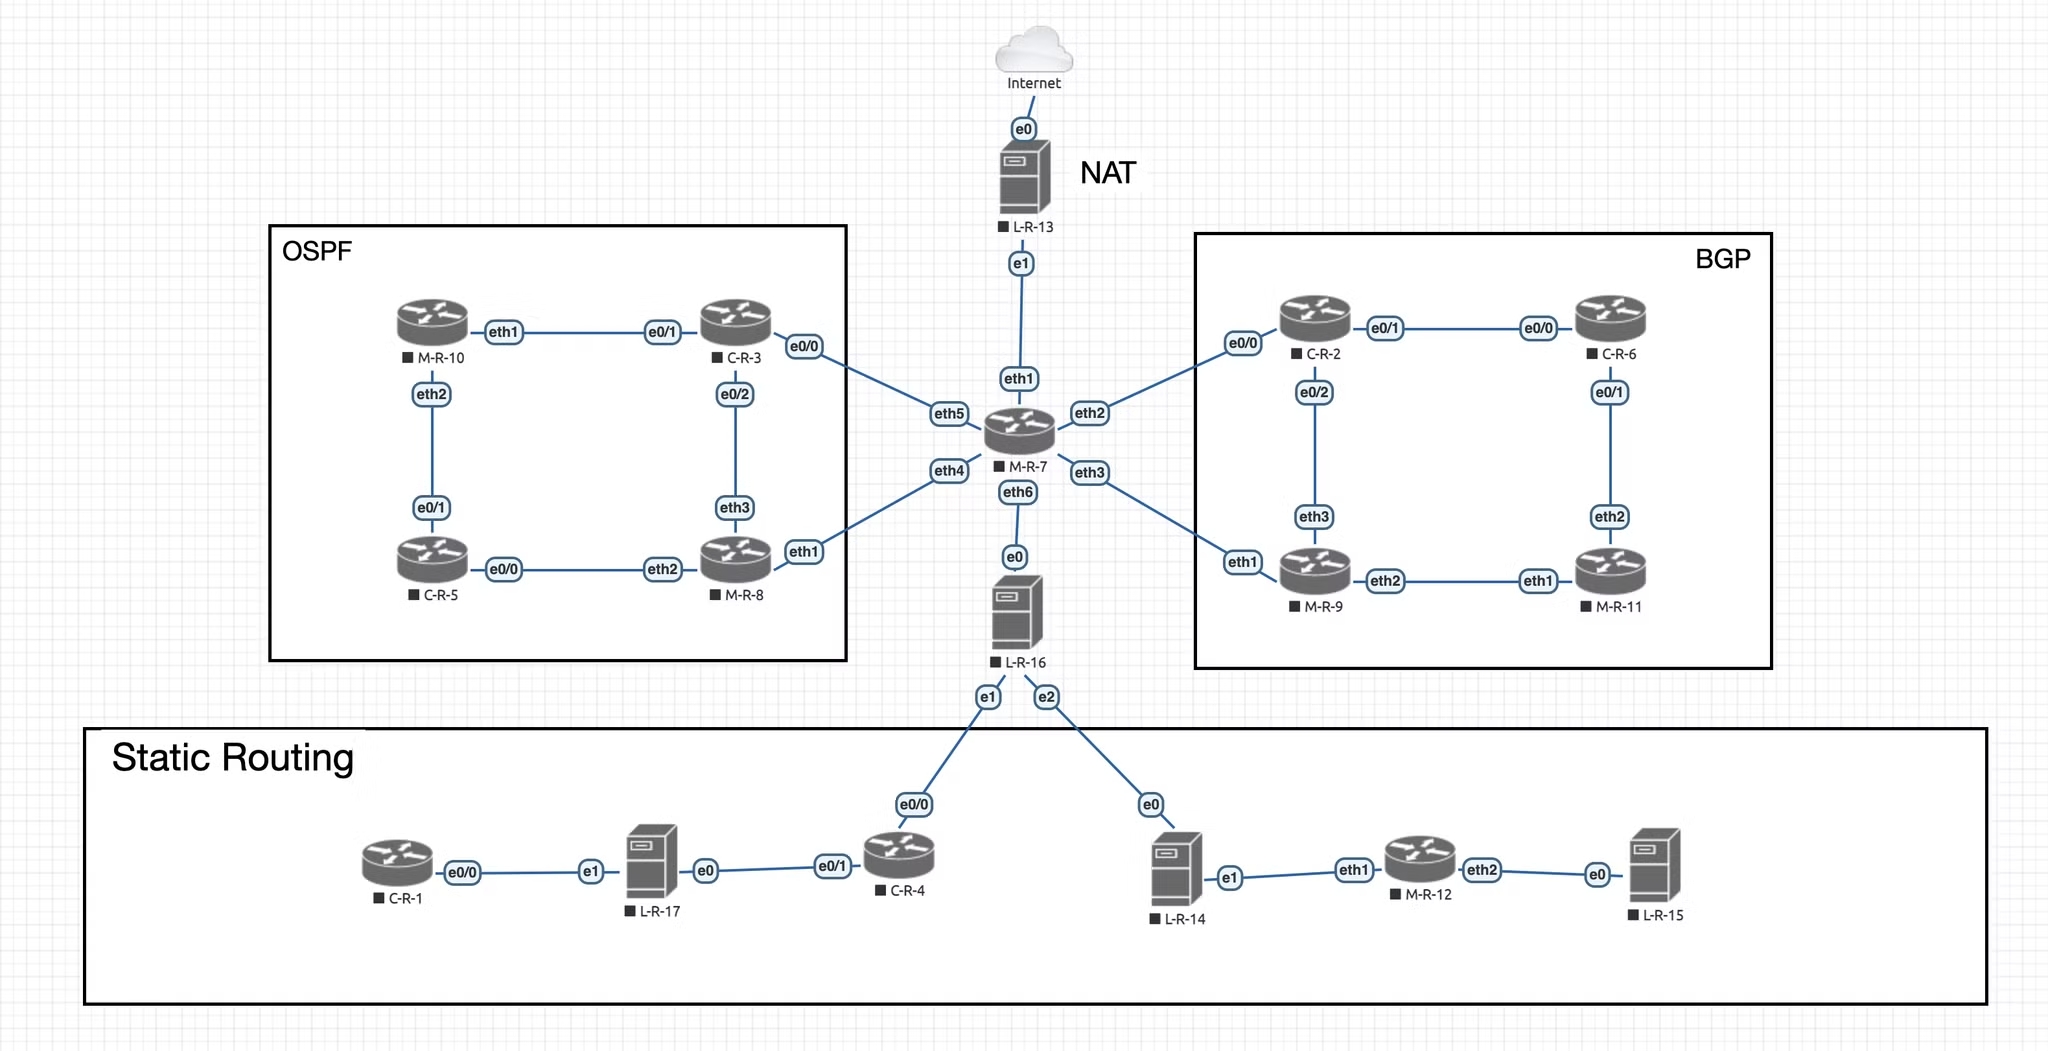 Internet
e0
NAT
L-R-13
e1
OSPF
M-R-10
eth1
e0/1
C-R-3
e0/0
eth2
e0/2
e0/1
eth3
C-R-5
e0/0
eth2
M-R-8
eth1
eth1
eth5
eth2
M-R-7
eth4
eth3
eth6
e0
L-R-16
e1
e2
BGP
e0/0
C-R-2
e0/1
e0/0
C-R-6
e0/2
e0/1
eth3
eth2
eth1
M-R-9
eth2
eth1
M-R-11
Static Routing
e0/0
e0
C-R-1
e0/0
e1
L-R-17
e0
e0/1
C-R-4
L-R-14
e1
eth1
M-R-12
eth2
e0
L-R-15